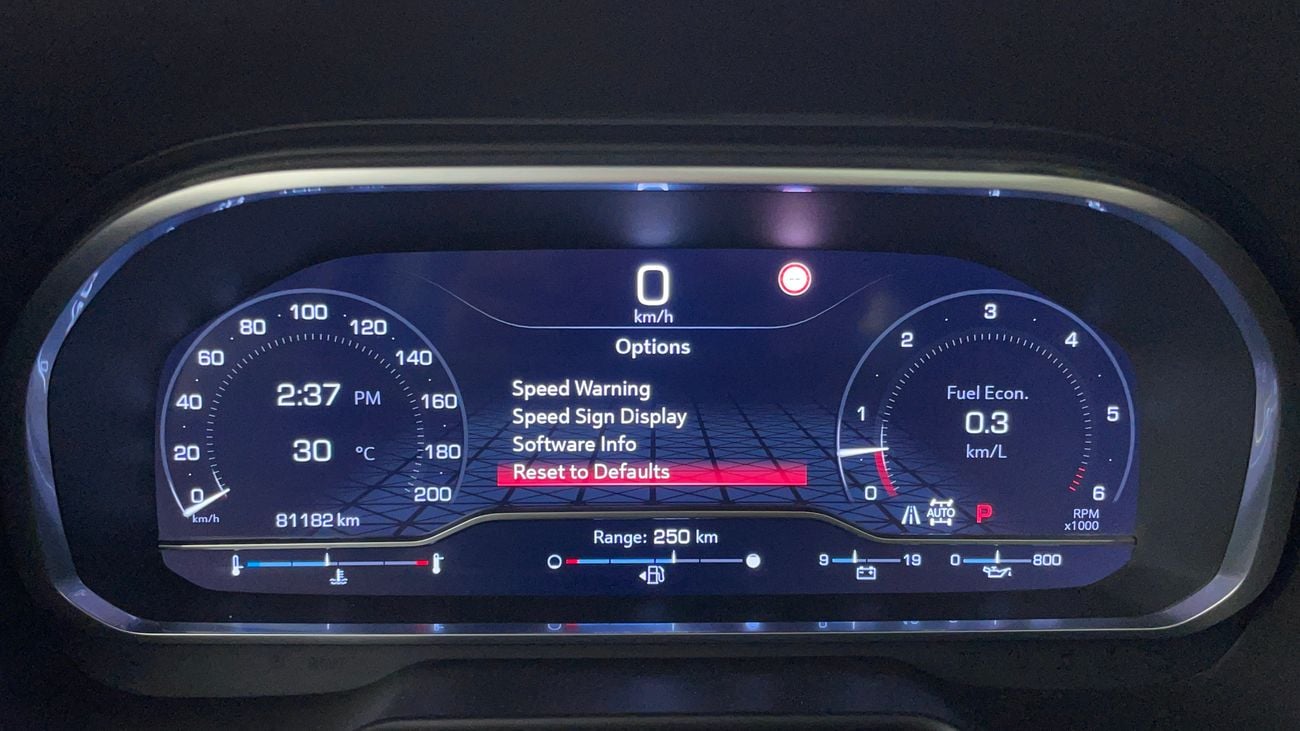 0
km/h
Options
Speed Warning
Speed Sign Display
Software Info
Reset to Defaults
Range: 250 km
0
20
40
60
80
100
120
140
160
180
200
km/h
2:37 PM
30 °C
81182 km
0
1
2
3
4
5
6
Fuel Econ.
0.3
km/L
AUTO
P
RPM
x1000
9 19
0 800